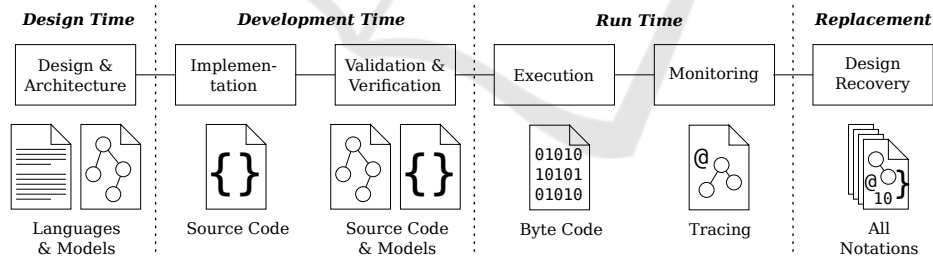 Design Time
Development Time
Run Time
Replacement
Design &
Architecture
Implemen-
tation
Validation &
Verification
Execution
Monitoring
Design
Recovery
{}
{}
01010
10101
01010
@
@
}
10
Languages
& Models
Source Code
Source Code
& Models
Byte Code
Tracing
All
Notations